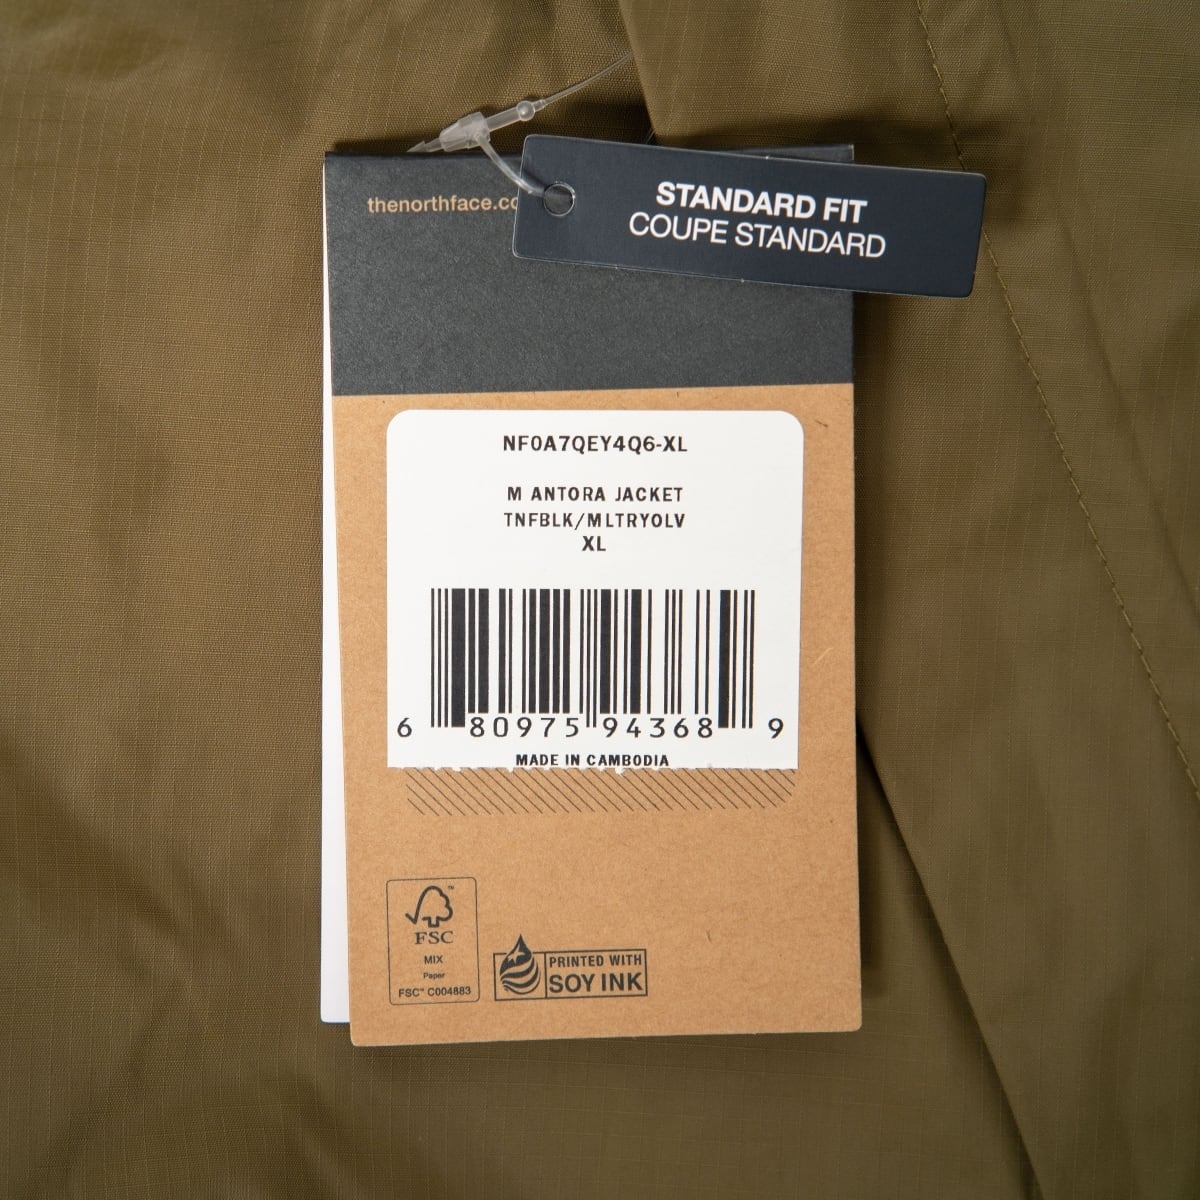 thenorthface.co
STANDARD FIT
COUPE STANDARD
NF0A7QEY4Q6-XL
M ANTORA JACKET
TNFBLK/MLTRYOLV
XL
6 80975 94368 9
MADE IN CAMBODIA
FSC
MIX
Paper
FSC™ C004883
PRINTED WITH
SOY INK